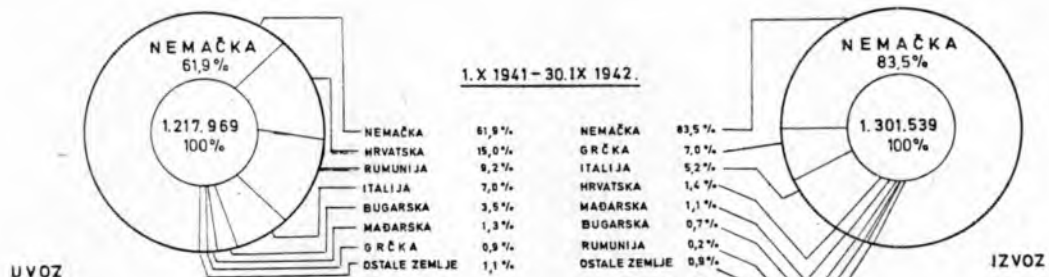 NEMAČKA
61,9%
1.217.969
100%
1.X 1941-30.IX 1942.
NEMAČKA 61,9%
HRVATSKA 15,0%
RUMUNIJA 9,2%
ITALIJA 7,0%
BUGARSKA 3,5%
MAĐARSKA 1,3%
GRČKA 0,9%
OSTALE ZEMLJE 1,1%
UVOZ
NEMAČKA 83,5%
GRČKA 7,0%
ITALIJA 5,2%
HRVATSKA 1,4%
MAĐARSKA 1,1%
BUGARSKA 0,7%
RUMUNIJA 0,2%
OSTALE ZEMLJE 0,9%
NEMAČKA
83,5%
1.301.539
100%
IZVOZ